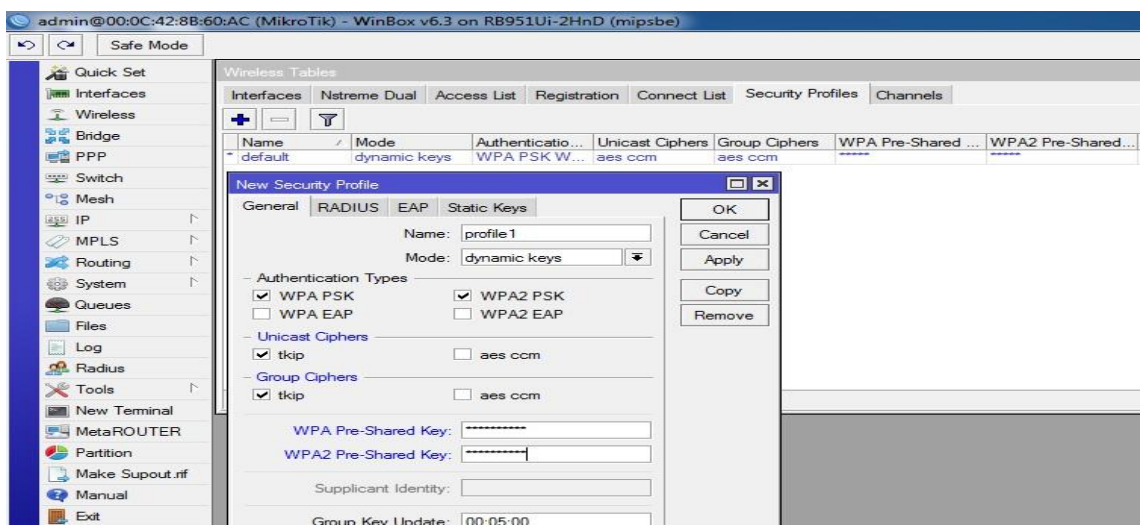 admin@00:0C:42:8B:60:AC (MikroTik) - WinBox v6.3 on RB951Ui-2HnD (mipsbe)
Safe Mode
Quick Set
Interfaces
Wireless
Bridge
PPP
Switch
Mesh
IP
MPLS
Routing
System
Queues
Files
Log
Radius
Tools
New Terminal
MetaROUTER
Partition
Make Supout.rif
Manual
Exit
Wireless Tables
Interfaces Nstreme Dual Access List Registration Connect List Security Profiles Channels
Name / Mode Authenticatio... Unicast Ciphers Group Ciphers WPA Pre-Shared ... WPA2 Pre-Shared...
* default dynamic keys WPA PSK W... aes ccm aes ccm ***** *****
New Security Profile
General RADIUS EAP Static Keys
Name: profile1
Mode: dynamic keys
Authentication Types
WPA PSK WPA2 PSK
WPA EAP WPA2 EAP
Unicast Ciphers
tkip aes ccm
Group Ciphers
tkip aes ccm
WPA Pre-Shared Key: **********
WPA2 Pre-Shared Key: **********
Supplicant Identity:
Group Key Update: 00:05:00
OK
Cancel
Apply
Copy
Remove